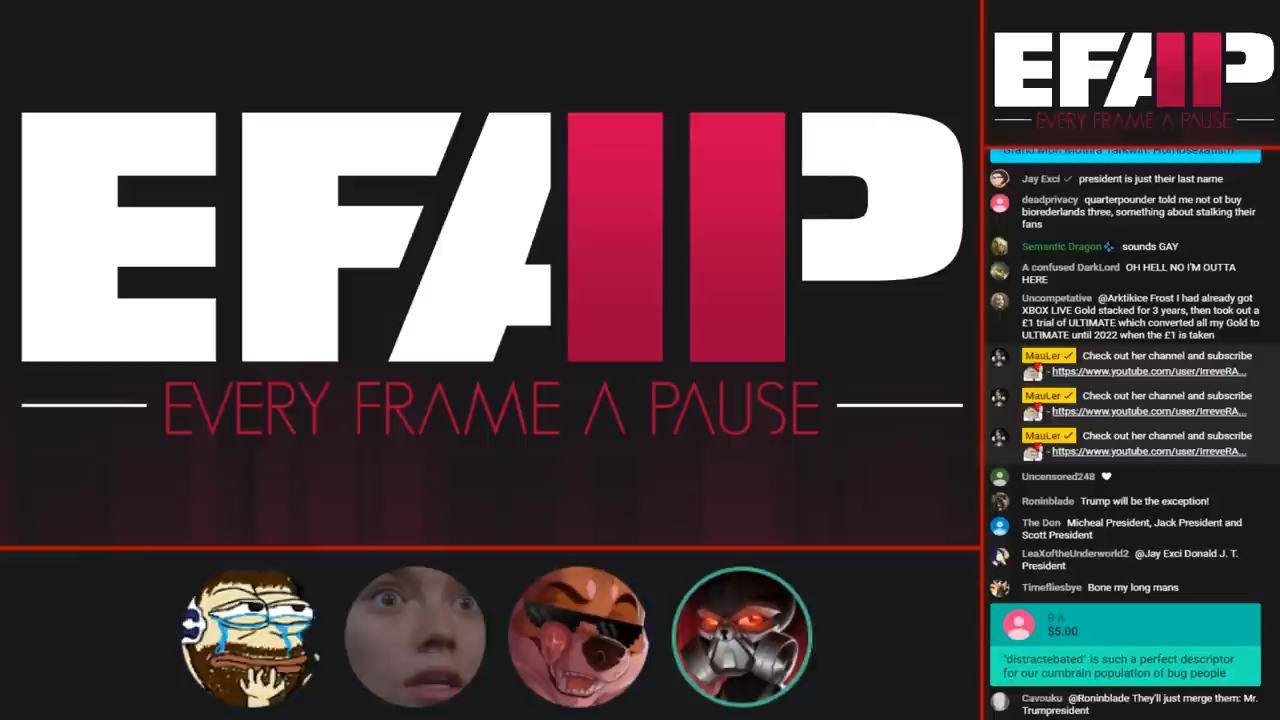 EFAP
EVERY FRAME A PAUSE
EFAP
EVERY FRAME A PAUSE
Grand Mon Mothra Tarkwin: Homosexatism
Jay Exci president is just their last name
deadprivacy quarterpounder told me not ot buy
biorederlands three, something about stalking their
fans
Semantic Dragon sounds GAY
A confused DarkLord OH HELL NO I'M OUTTA
HERE
Uncompetative @Arktikice Frost I had already got
XBOX LIVE Gold stacked for 3 years, then took out a
£1 trial of ULTIMATE which converted all my Gold to
ULTIMATE until 2022 when the £1 is taken
MauLer Check out her channel and subscribe
- https://www.youtube.com/user/IrreveRA...
MauLer Check out her channel and subscribe
- https://www.youtube.com/user/IrreveRA...
MauLer Check out her channel and subscribe
- https://www.youtube.com/user/IrreveRA...
Uncensored248
Roninblade Trump will be the exception!
The Don Micheal President, Jack President and
Scott President
LeaXoftheUnderworld2 @Jay Exci Donald J. T.
President
Timefliesbye Bone my long mans
R A
$5.00
"distractebated" is such a perfect descriptor
for our cumbrain population of bug people
Cavouku @Roninblade They'll just merge them: Mr.
Trumpresident